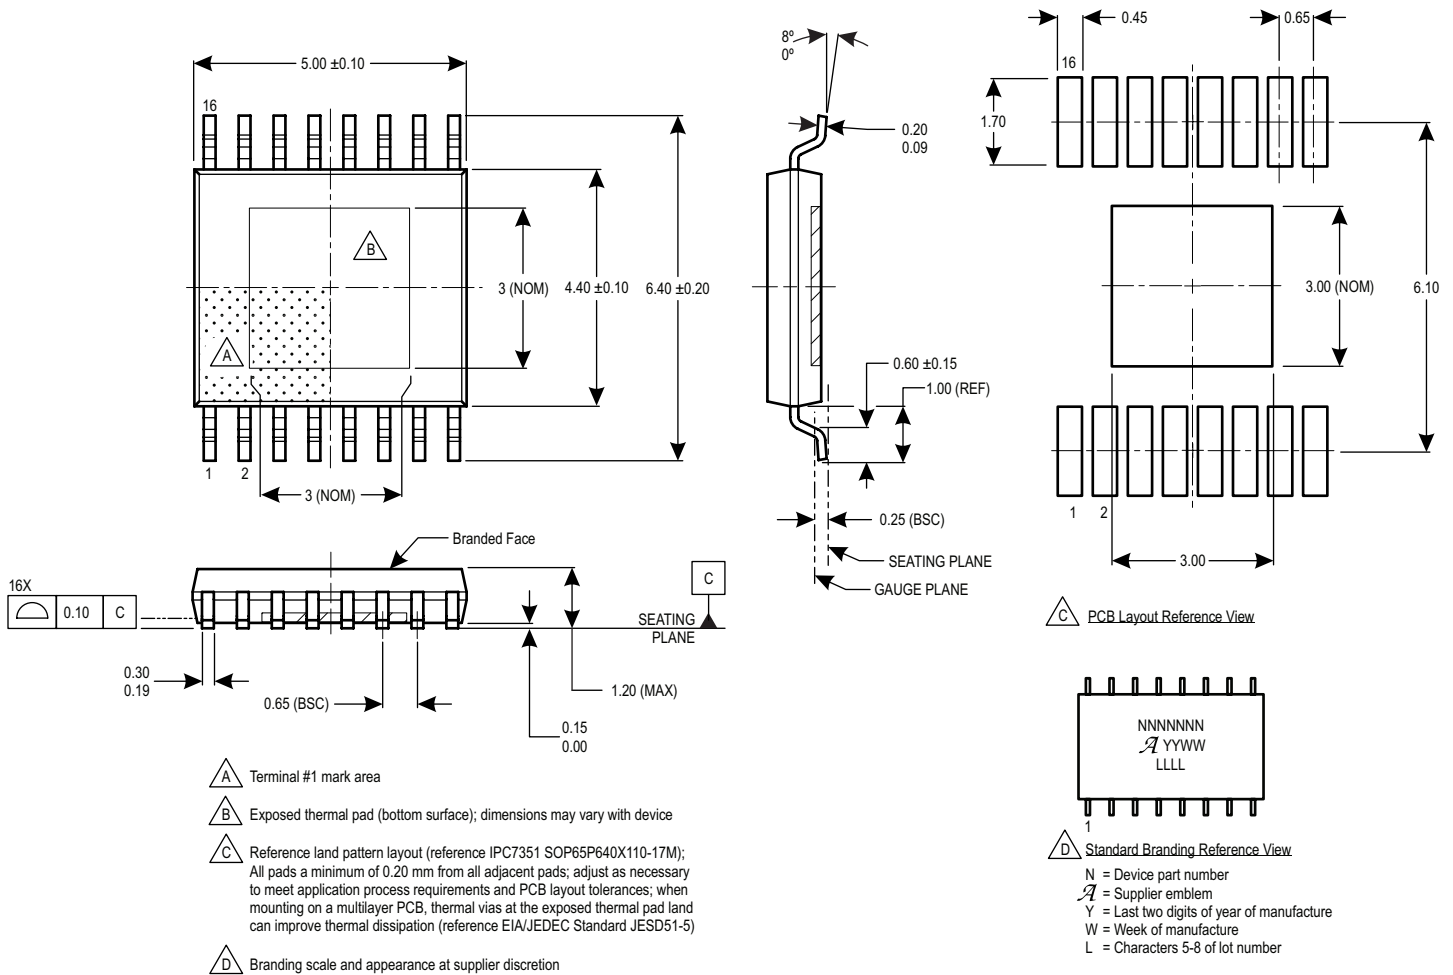 5.00 ±0.10
16
B
A
3 (NOM)
4.40 ±0.10
6.40 ±0.20
1
2
3 (NOM)
8º
0º
0.20
0.09
0.60 ±0.15
1.00 (REF)
0.25 (BSC)
SEATING PLANE
GAUGE PLANE
0.45
0.65
16
1.70
3.00 (NOM)
6.10
1
2
3.00
C PCB Layout Reference View
Branded Face
16X
0.10
C
C
SEATING
PLANE
0.30
0.19
0.65 (BSC)
1.20 (MAX)
0.15
0.00
A Terminal #1 mark area
B Exposed thermal pad (bottom surface); dimensions may vary with device
C Reference land pattern layout (reference IPC7351 SOP65P640X110-17M);
All pads a minimum of 0.20 mm from all adjacent pads; adjust as necessary
to meet application process requirements and PCB layout tolerances; when
mounting on a multilayer PCB, thermal vias at the exposed thermal pad land
can improve thermal dissipation (reference EIA/JEDEC Standard JESD51-5)
D Branding scale and appearance at supplier discretion
NNNNNNN
A YYWW
LLLL
1
D Standard Branding Reference View
N = Device part number
A = Supplier emblem
Y = Last two digits of year of manufacture
W = Week of manufacture
L = Characters 5-8 of lot number